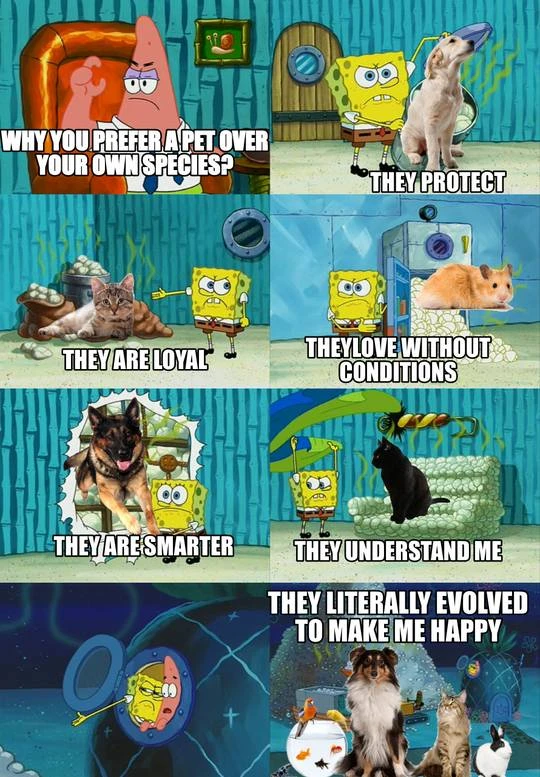 WHY YOU PREFER A PET OVER
YOUR OWN SPECIES?
THEY PROTECT
THEY ARE LOYAL
THEYLOVE WITHOUT
CONDITIONS
THEY ARE SMARTER
THEY UNDERSTAND ME
THEY LITERALLY EVOLVED
TO MAKE ME HAPPY